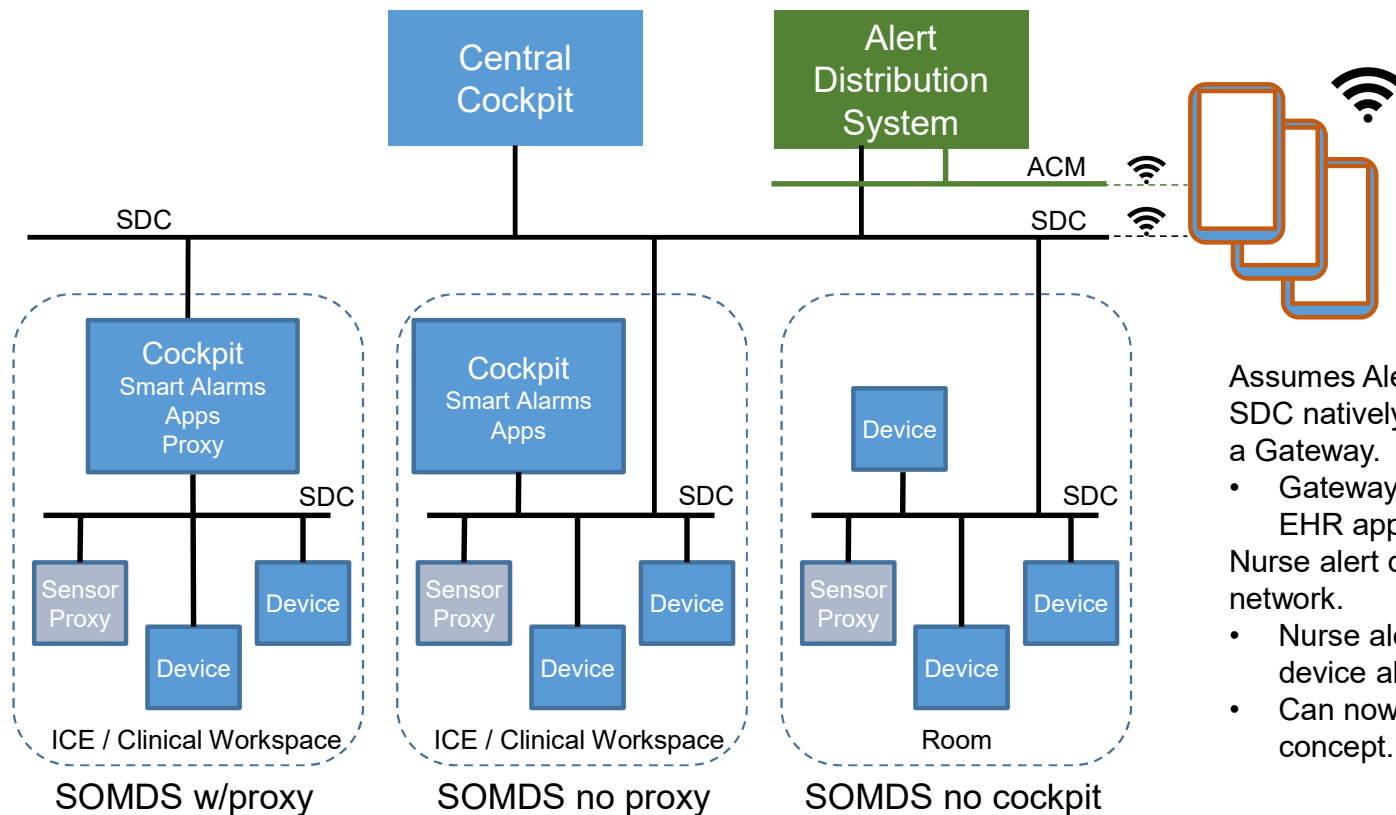 Central
Cockpit
Alert
Distribution
System
ACM
SDC
SDC
Cockpit
Smart Alarms
Apps
Proxy
SDC
Sensor
Proxy
Device
Device
ICE / Clinical Workspace
SOMDS w/proxy
Cockpit
Smart Alarms
Apps
SDC
Sensor
Proxy
Device
Device
ICE / Clinical Workspace
SOMDS no proxy
Device
SDC
Sensor
Proxy
Device
Device
Room
SOMDS no cockpit
Assumes Ale
SDC natively
a Gateway.
• Gateway
EHR app
Nurse alert
network.
• Nurse ale
device al
• Can now
concept.